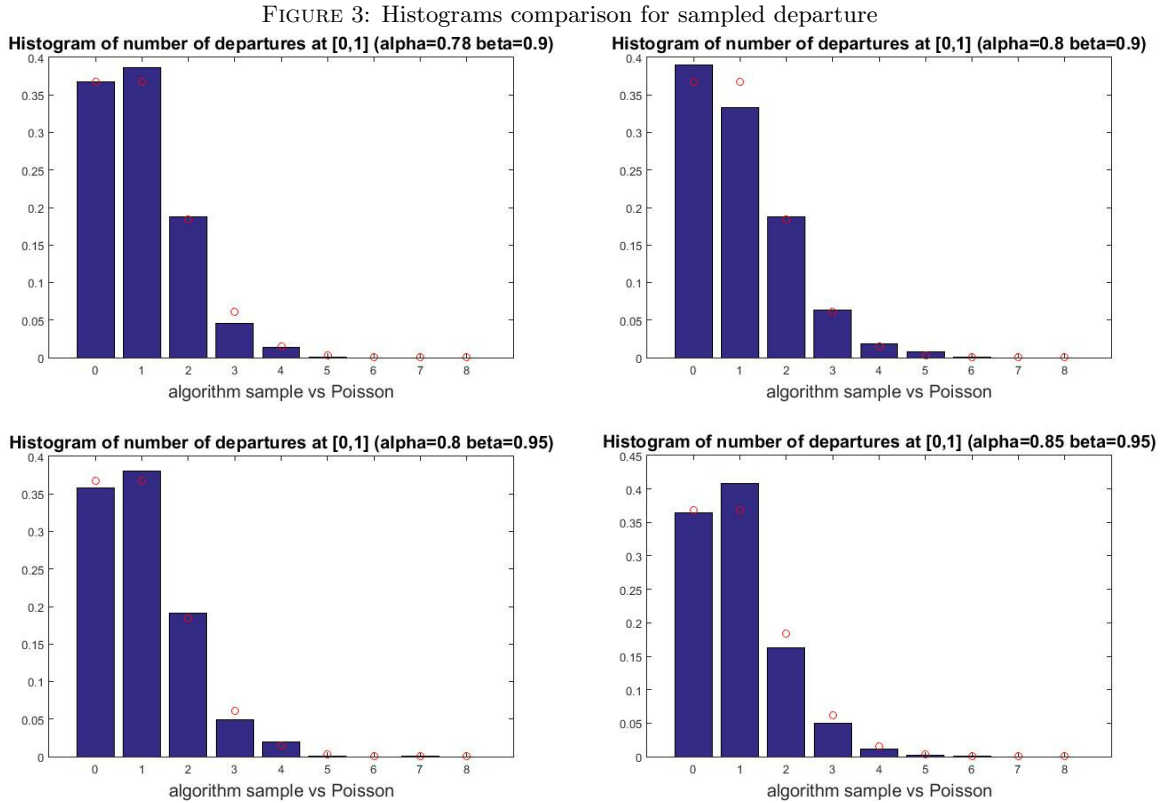 FIGURE 3: Histograms comparison for sampled departure
Histogram of number of departures at [0,1] (alpha=0.78 beta=0.9)
0.4
0.35
0.3
0.25
0.2
0.15
0.1
0.05
0
0 1 2 3 4 5 6 7 8
algorithm sample vs Poisson
Histogram of number of departures at [0,1] (alpha=0.8 beta=0.9)
0.4
0.35
0.3
0.25
0.2
0.15
0.1
0.05
0
0 1 2 3 4 5 6 7 8
algorithm sample vs Poisson
Histogram of number of departures at [0,1] (alpha=0.8 beta=0.95)
0.4
0.35
0.3
0.25
0.2
0.15
0.1
0.05
0
0 1 2 3 4 5 6 7 8
algorithm sample vs Poisson
Histogram of number of departures at [0,1] (alpha=0.85 beta=0.95)
0.45
0.4
0.35
0.3
0.25
0.2
0.15
0.1
0.05
0
0 1 2 3 4 5 6 7 8
algorithm sample vs Poisson